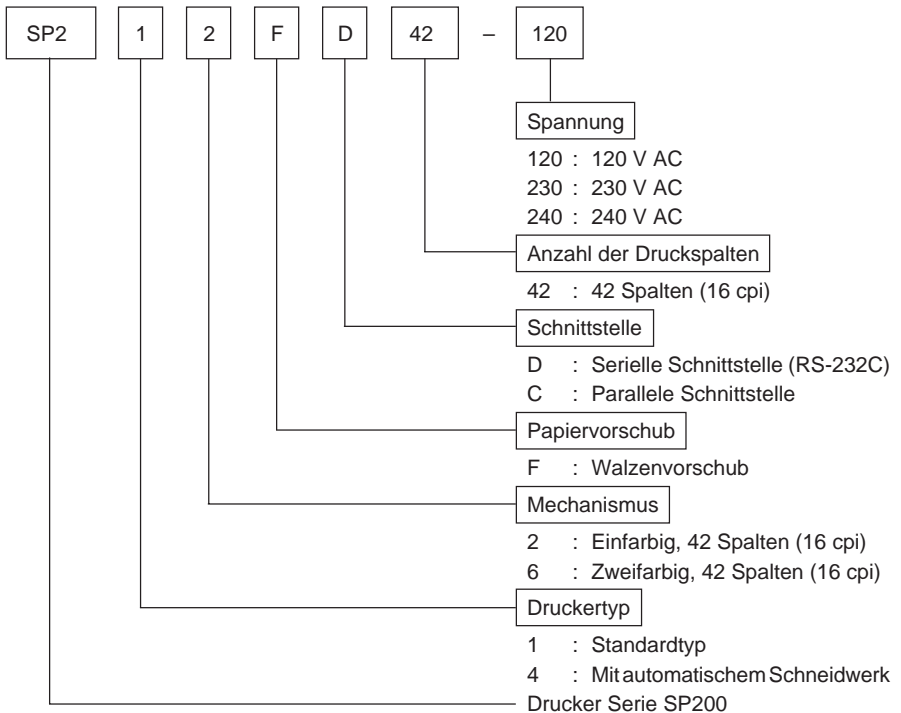 SP2 1 2 F D 42 – 120
Spannung
120 : 120 V AC
230 : 230 V AC
240 : 240 V AC
Anzahl der Druckspalten
42 : 42 Spalten (16 cpi)
Schnittstelle
D : Serielle Schnittstelle (RS-232C)
C : Parallele Schnittstelle
Papiervorschub
F : Walzenvorschub
Mechanismus
2 : Einfarbig, 42 Spalten (16 cpi)
6 : Zweifarbig, 42 Spalten (16 cpi)
Druckertyp
1 : Standardtyp
4 : Mit automatischem Schneidwerk
Drucker Serie SP200